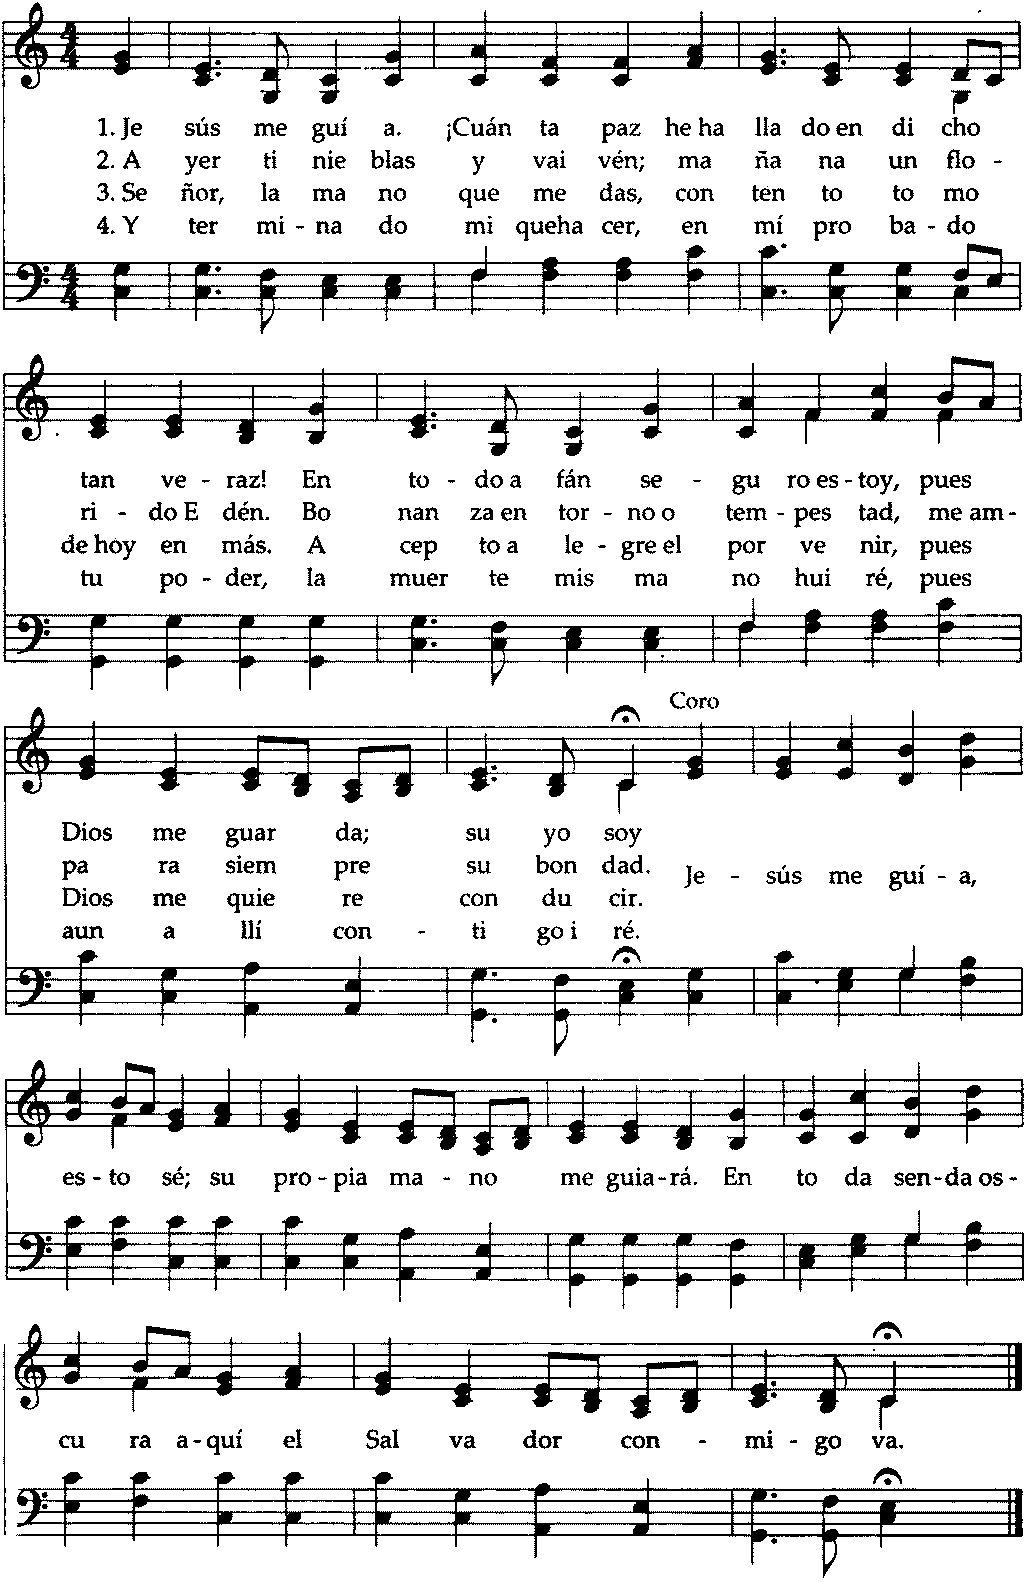 4 4
1. Je sús me guí a. ¡Cuán ta paz he ha lla do en di cho
2. A yer ti nie blas y vai vén; ma ña na un flo -
3. Se ñor, la ma no que me das, con ten to to mo
4. Y ter mi - na do mi queha cer, en mí pro ba - do
4 4
tan ve - raz! En to - do a fán se - gu ro es - toy, pues
ri - do E dén. Bo nan za en tor - no o tem - pes tad, me am -
de hoy en más. A cep to a le - gre el por ve nir, pues
tu po - der, la muer te mis ma no hui ré, pues
Coro
Dios me guar da; su yo soy
pa ra siem pre su bon dad.
Je - sús me guí - a,
Dios me quie re con du cir.
aun a llí con - ti go i ré.
es - to sé; su pro - pia ma - no me guia - rá. En to da sen - da os -
cu ra a - quí el Sal va dor con - mi - go va.